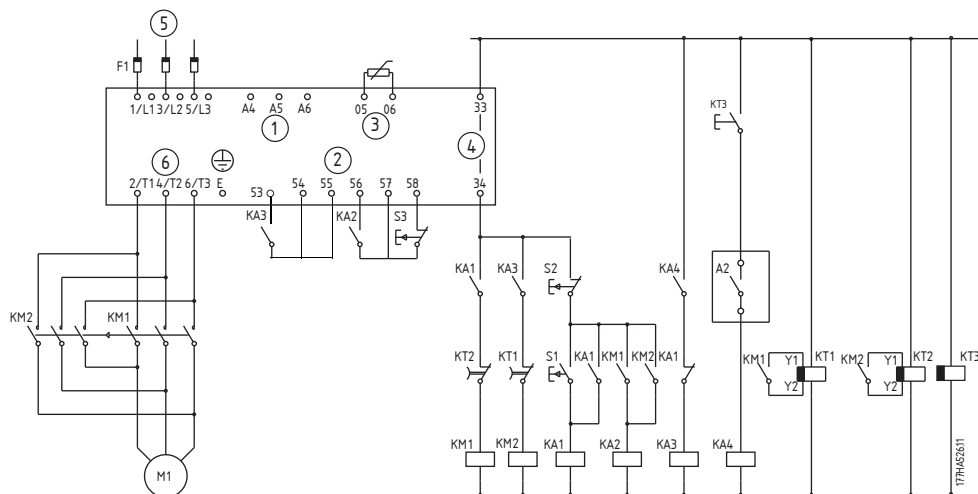 5
F1
1/L1 3/L2 5/L3 A4 A5 A6 05 06 33
KT3
1 3
6 2 4
2/T1 4/T2 6/T3 E 53 54 55 56 57 58 34
KA3 KA2 S3
KA1 KA3 S2 KA4 A2
KM2 KM1
KT2 KT1 S1 KA1 KM1 KM2 KA1 KM1 Y1 KT1 KM2 Y1 KT2 KT3
Y2 Y2
KM1 KM2 KA1 KA2 KA3 KA4
M1
177HA526.11